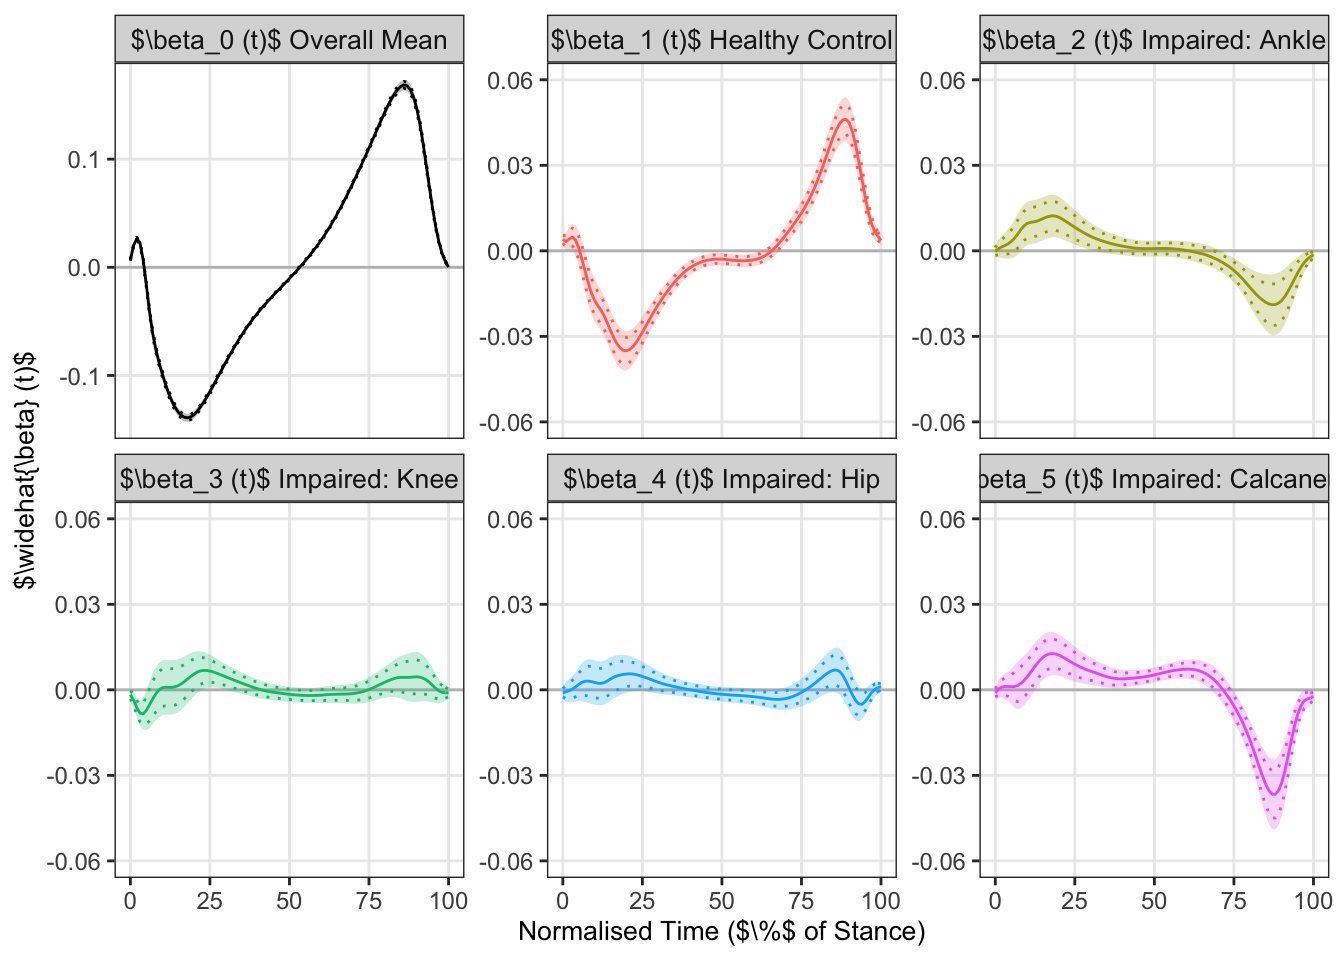 $\beta_0 (t)$ Overall Mean
$\beta_1 (t)$ Healthy Control
$\beta_2 (t)$ Impaired: Ankle
0.1
0.0
-0.1
0.06
0.03
0.00
-0.03
-0.06
0.06
0.03
0.00
-0.03
-0.06
$\widehat{\beta} (t)$
$\beta_3 (t)$ Impaired: Knee
$\beta_4 (t)$ Impaired: Hip
beta_5 (t)$ Impaired: Calcane
0.06
0.03
0.00
-0.03
-0.06
0.06
0.03
0.00
-0.03
-0.06
0.06
0.03
0.00
-0.03
-0.06
0 25 50 75 100
0 25 50 75 100
0 25 50 75 100
Normalised Time ($\%$ of Stance)